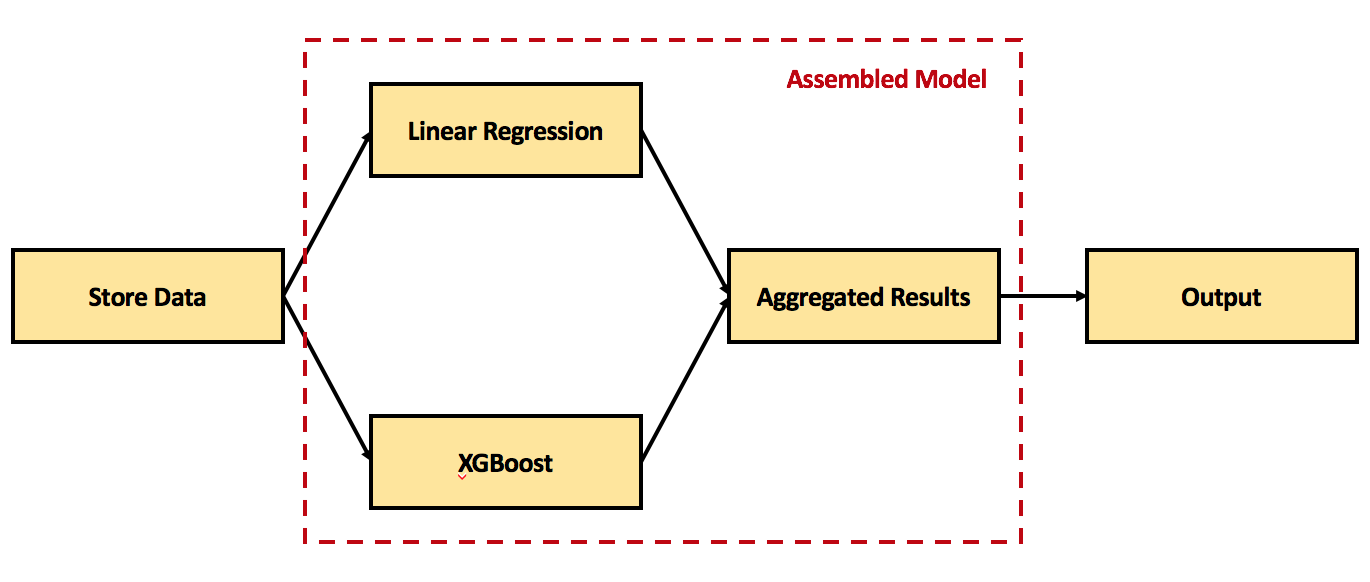 Assembled Model
Linear Regression
Store Data
Aggregated Results
Output
XGBoost